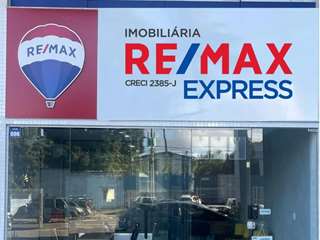 RE/MAX
IMOBILIÁRIA
RE/MAX
CRECI 2385-J
EXPRESS